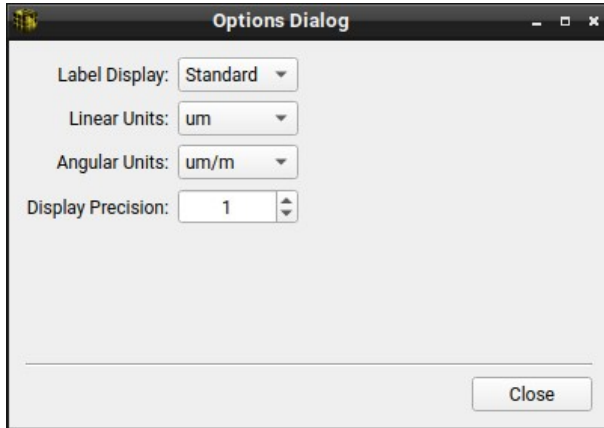 Options Dialog
Label Display: Standard
Linear Units: um
Angular Units: um/m
Display Precision: 1
Close